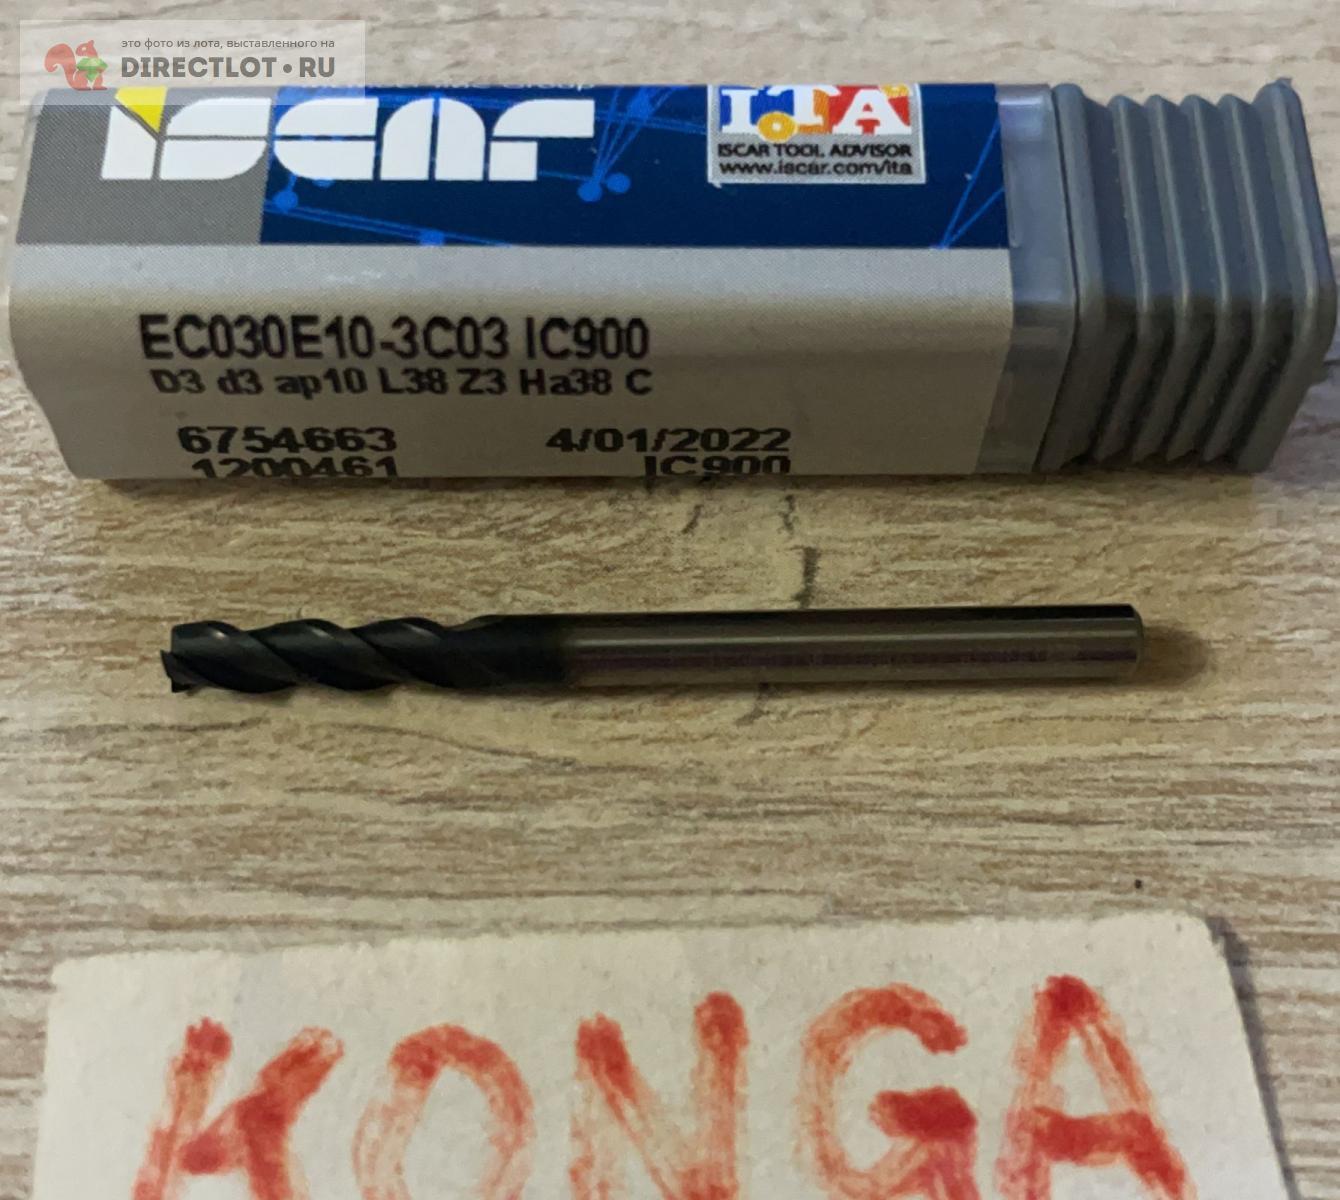 это фото из лота, выставленного на
DIRECTLOT.RU
iscar
ITA
ISCAR TOOL ADVISOR
www.iscar.com/ita
EC030E10-3C03 IC900
D3 d3 ap10 L38 Z3 Ha38 C
6754663 4/01/2022
1200461 IC900
KONGA